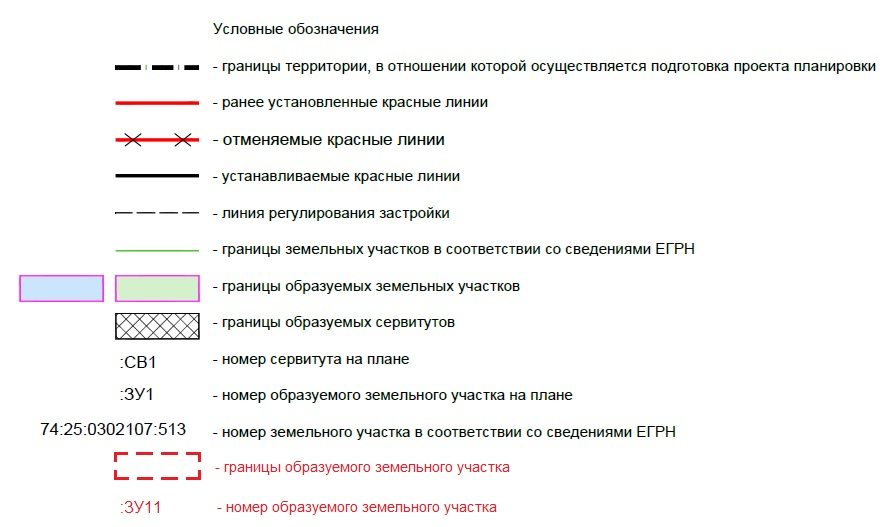 Условные обозначения
- границы территории, в отношении которой осуществляется подготовка проекта планировки
- ранее установленные красные линии
- отменяемые красные линии
- устанавливаемые красные линии
- линия регулирования застройки
- границы земельных участков в соответствии со сведениями ЕГРН
- границы образуемых земельных участков
- границы образуемых сервитутов
:СВ1 - номер сервитута на плане
:ЗУ1 - номер образуемого земельного участка на плане
74:25:0302107:513 - номер земельного участка в соответствии со сведениями ЕГРН
- границы образуемого земельного участка
:ЗУ11 - номер образуемого земельного участка